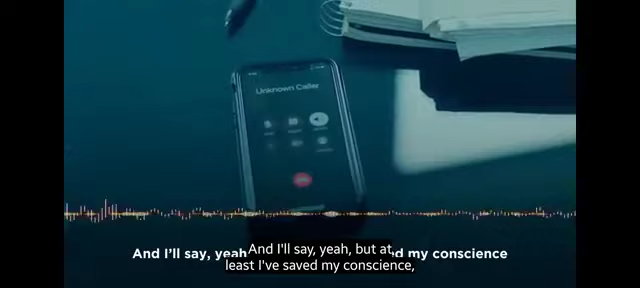 Unknown Caller
And I'll say, yeah
d my conscience
And I'll say, yeah, but at
least I've saved my conscience,